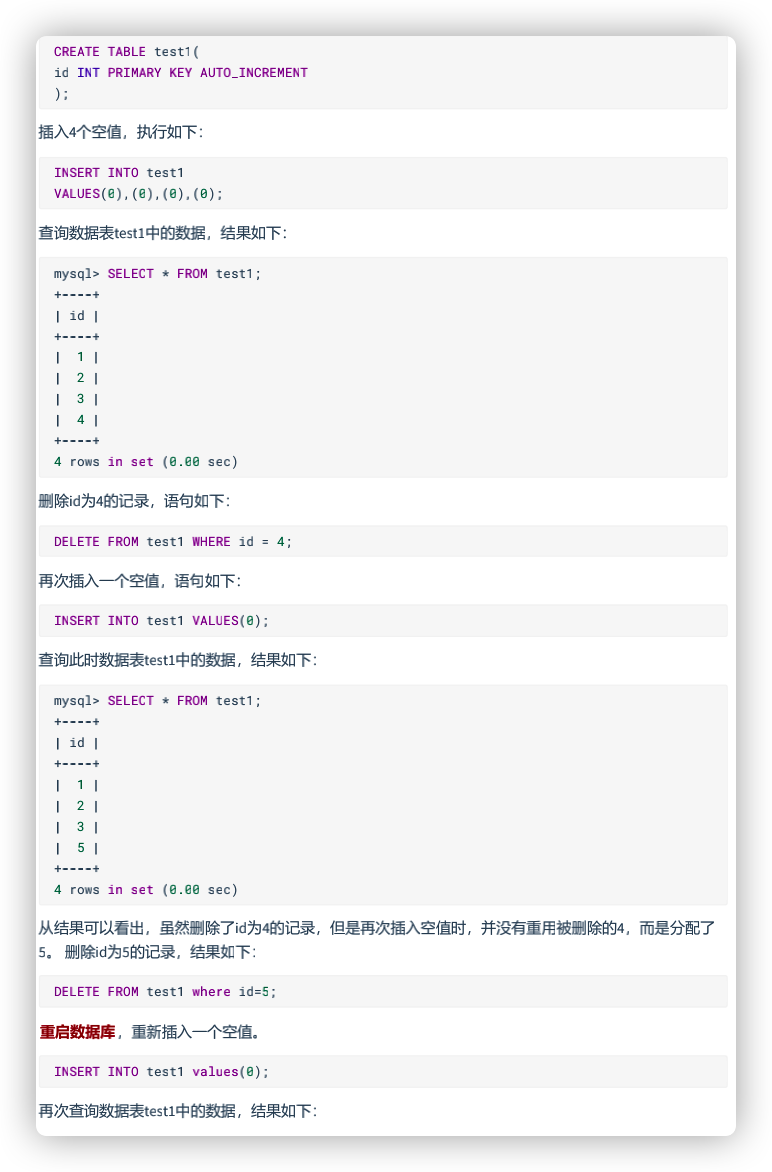 CREATE TABLE test1(
id INT PRIMARY KEY AUTO_INCREMENT
);
插入4个空值，执行如下：
INSERT INTO test1
VALUES(0),(0),(0),(0);
查询数据表test1中的数据，结果如下：
mysql> SELECT * FROM test1;
+----+
| id |
+----+
|  1 |
|  2 |
|  3 |
|  4 |
+----+
4 rows in set (0.00 sec)
删除id为4的记录，语句如下：
DELETE FROM test1 WHERE id = 4;
再次插入一个空值，语句如下：
INSERT INTO test1 VALUES(0);
查询此时数据表test1中的数据，结果如下：
mysql> SELECT * FROM test1;
+----+
| id |
+----+
|  1 |
|  2 |
|  3 |
|  5 |
+----+
4 rows in set (0.00 sec)
从结果可以看出，虽然删除了id为4的记录，但是再次插入空值时，并没有重用被删除的4，而是分配了
5。 删除id为5的记录，结果如下：
DELETE FROM test1 where id=5;
重启数据库，重新插入一个空值。
INSERT INTO test1 values(0);
再次查询数据表test1中的数据，结果如下：